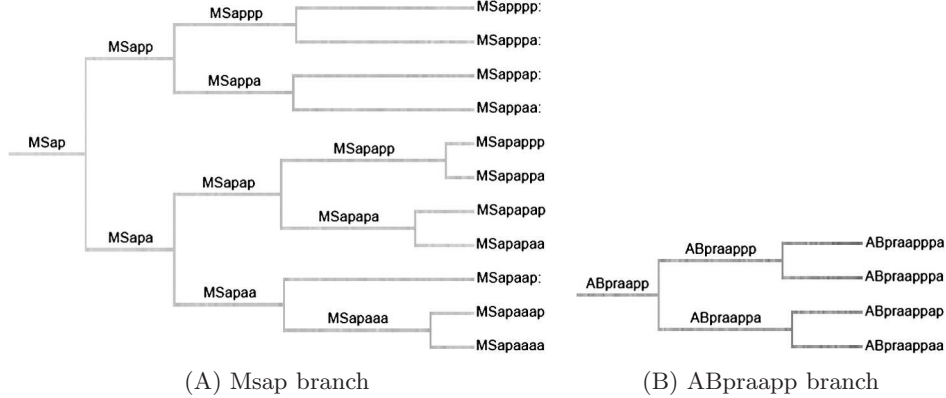 MSapppp:
MSappp
MSapppa:
MSapp
MSappap:
MSappa
MSappaa:
MSap
MSapappp
MSapapp
MSapappa
MSapap
MSapapap
MSapapa
MSapapaa
MSapa
MSapaap:
MSapaa
MSapaaap
MSapaaa
MSapaaaa
ABpraapppa
ABpraappp
ABpraapppa
ABpraapp
ABpraappap
ABpraappa
ABpraappaa
(A) Msap branch
(B) ABpraapp branch